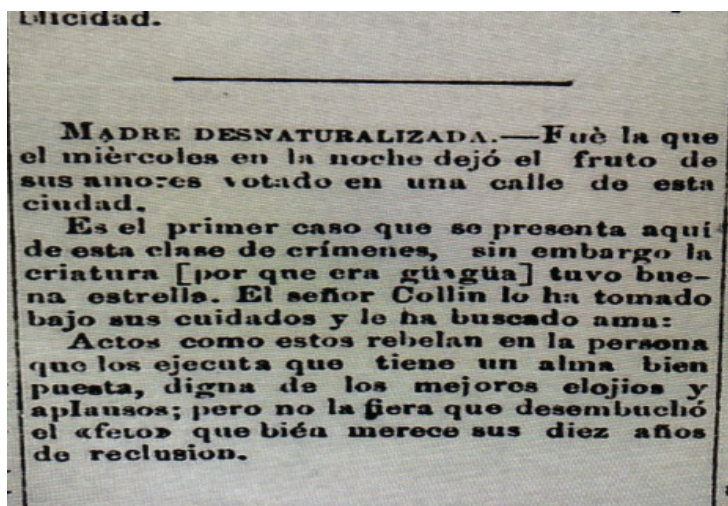 blicidad.
MADRE DESNATURALIZADA.—Fuè la que
el mièrcoles en la noche dejó el fruto de
sus amores votado en una calle de esta
ciudad.
Es el primer caso que se presenta aquí
de esta clase de crímenes, sin embargo la
criatura [por que era güagüa] tuvo bue-
na estrella. El señor Collin lo ha tomado
bajo sus cuidados y le ha buscado ama:
Actos como estos rebelan en la persona
que los ejecuta que tiene un alma bien
puesta, digna de los mejores elojios y
aplausos; pero no la fiera que desembuchó
el «feto» que bién merece sus diez años
de reclusion.